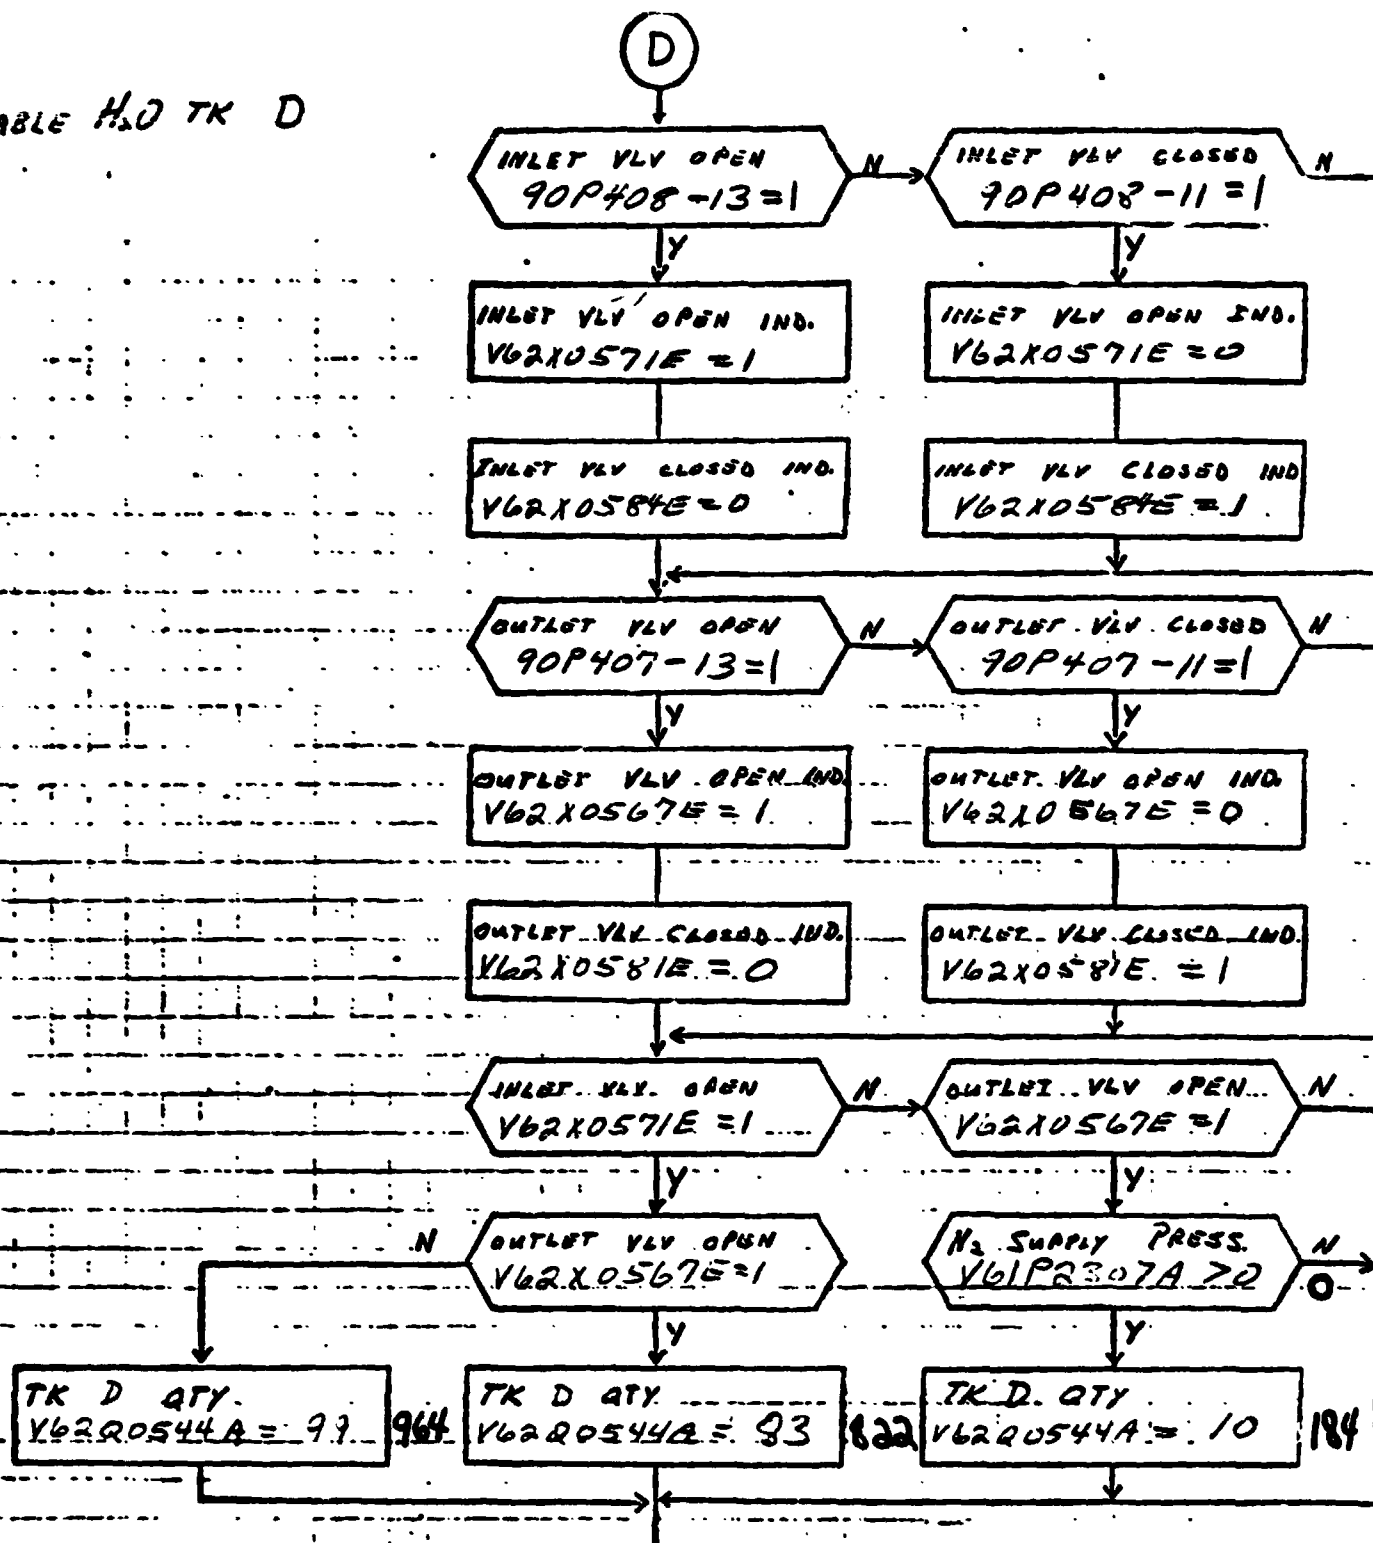 D
ABLE H2O TK D
INLET VLV OPEN
90P408-13=1
N
INLET VLV CLOSED
90P408-11=1
N
Y
Y
INLET VLV OPEN IND.
V62X0571E=1
INLET VLV OPEN IND.
V62X0571E=0
INLET VLV CLOSED IND.
V62X0584E=0
INLET VLV CLOSED IND
V62X0584E=1
OUTLET VLV OPEN
90P407-13=1
N
OUTLET VLV CLOSED
90P407-11=1
N
Y
Y
OUTLET VLV OPEN IND.
V62X0567E=1
OUTLET VLV OPEN IND.
V62X0567E=0
OUTLET VLV CLOSED IND.
V62X0581E=0
OUTLET VLV CLOSED IND.
V62X0581E=1
INLET VLV OPEN
V62X0571E=1
N
OUTLET VLV OPEN
V62X0567E=1
N
Y
Y
N
OUTLET VLV OPEN
V62X0567E=1
N2 SUPPLY PRESS.
V61P2307A >0
N
O
Y
Y
TK D QTY.
V62Q0544A=99
964
TK D QTY
V62Q0544A=83
822
TK D QTY
V62Q0544A=10
184